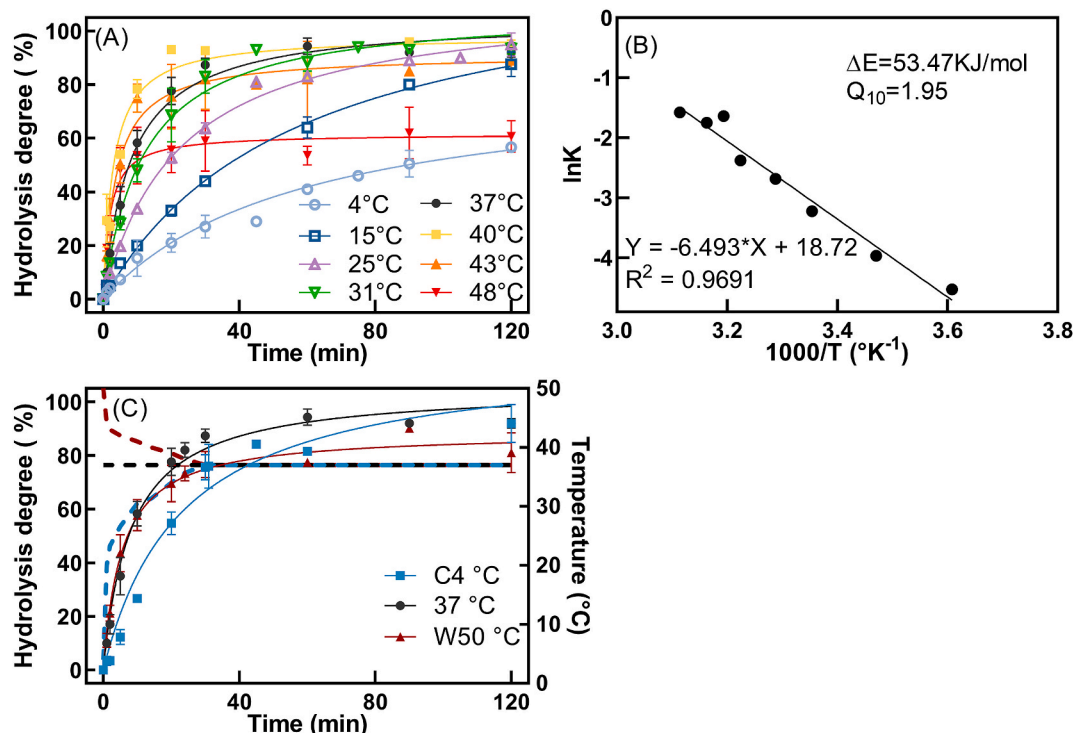 (A)
Hydrolysis degree ( %)
100
80
60
40
20
0
0
40
80
120
Time (min)
4°C
15°C
25°C
31°C
37°C
40°C
43°C
48°C
(B)
lnK
0
-1
-2
-3
-4
3.0
3.2
3.4
3.6
3.8
1000/T (°K-1)
ΔE=53.47KJ/mol
Q10=1.95
Y = -6.493*X + 18.72
R2 = 0.9691
(C)
Hydrolysis degree ( %)
100
80
60
40
20
0
0
40
80
120
Time (min)
50
40
30
20
10
0
Temperature (°C)
C4 °C
37 °C
W50 °C